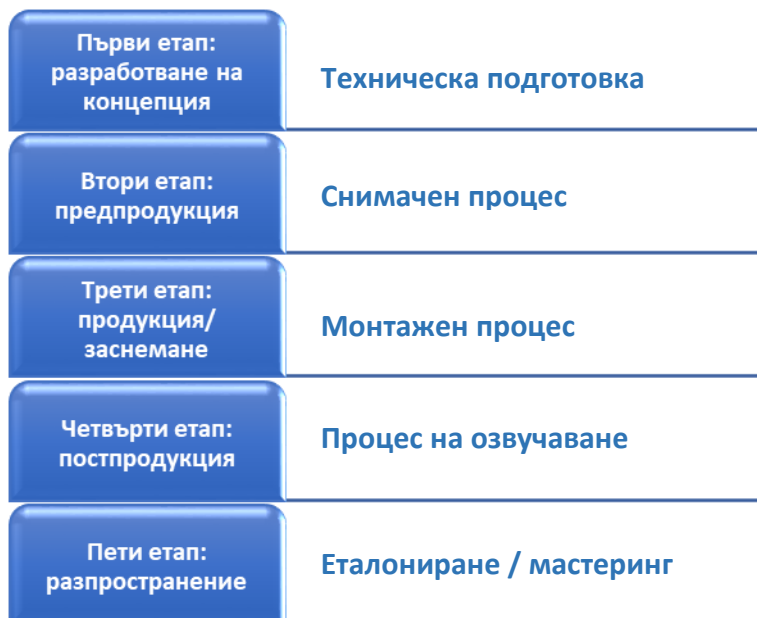 Първи етап:
разработване на
концепция
Техническа подготовка
Втори етап:
предпродукция
Снимачен процес
Трети етап:
продукция/
заснемане
Монтажен процес
Четвърти етап:
постпродукция
Процес на озвучаване
Пети етап:
разпространение
Еталониране / мастеринг